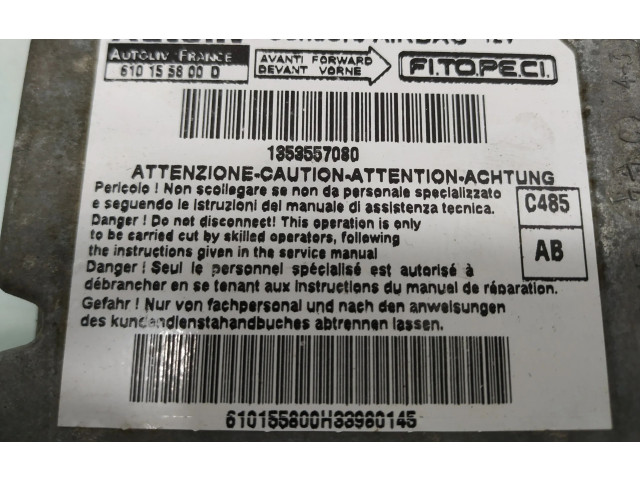 12V
AUTOLIV FRANCE
610 15 58 00 D
AVANTI FORWARD
DEVANT VORNE
FI.TO.PE.CI.
1353557080
ATTENZIONE-CAUTION-ATTENTION-ACHTUNG
Pericolo ! Non scollegare se non da personale specializzato
e seguendo le istruzioni del manuale di assistenza tecnica.
Danger ! Do not disconnect! This operation is only
to be carried out by skilled operators, following
the instructions given in the service manual
Danger ! Seul le personnel spécialisé est autorisé à
débrancher en se tenant aux instructions du manuel de réparation.
Gefahr ! Nur von fachpersonal und nach den anweisungen
des kundendienstahandbuches abtrennen lassen.
C485
AB
610155800H33980145